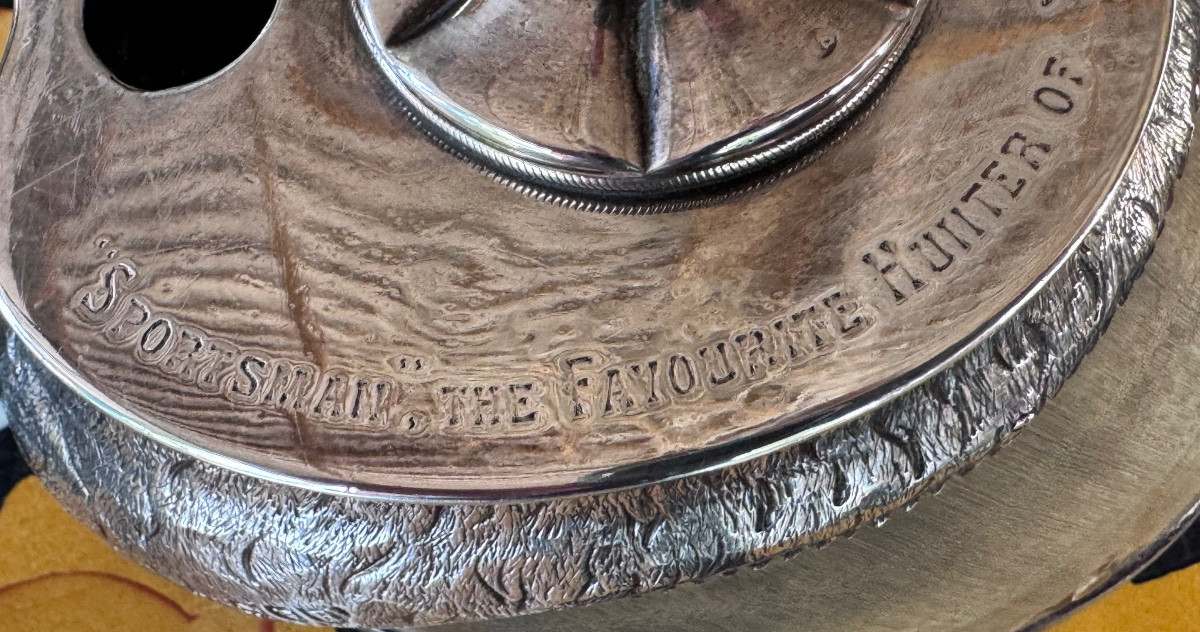 "SPORTSMAN", THE FAVOURITE HUNTER OF